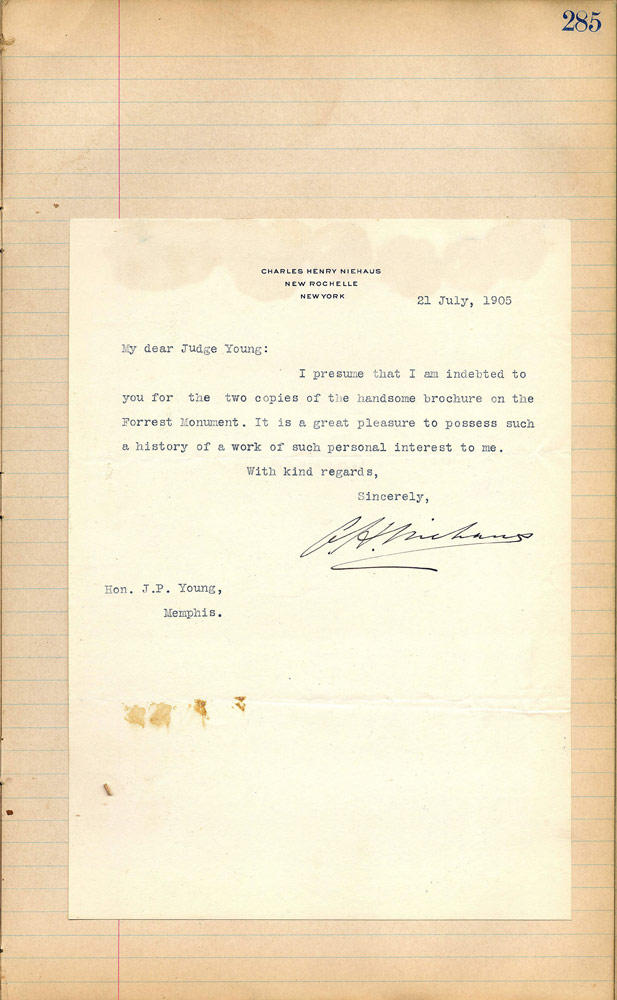 285
CHARLES HENRY NIEHAUS
NEW ROCHELLE
NEW YORK
21 July, 1905
My dear Judge Young:
I presume that I am indebted to
you for the two copies of the handsome brochure on the
Forrest Monument. It is a great pleasure to possess such
a history of a work of such personal interest to me.
With kind regards,
Sincerely,
C. H. Niehaus
Hon. J.P. Young,
Memphis.